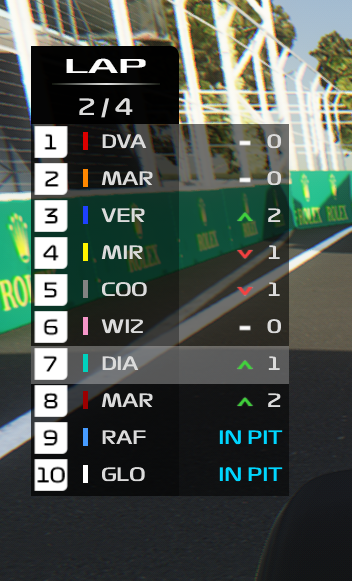 LAP
2/4
1 DVA - 0
2 MAR - 0
3 VER 2
4 MIR 1
5 COO 1
6 WIZ - 0
7 DIA 1
8 MAR 2
9 RAF IN PIT
10 GLO IN PIT
ROLEX
ROLEX
ROLEX